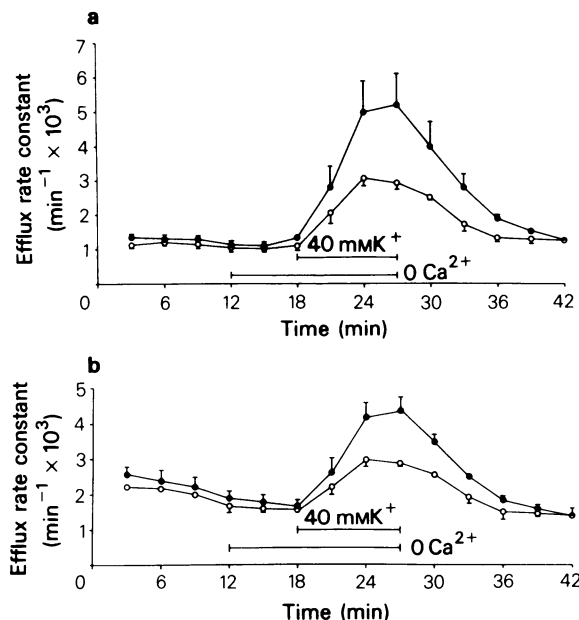 a
Efflux rate constant
(min⁻¹ × 10³)
7
6
5
4
3
2
1
0
40 mMK⁺
0 Ca²⁺
6 12 18 24 30 36 42
Time (min)
b
Efflux rate constant
(min⁻¹ × 10³)
5
4
3
2
1
0
40 mMK⁺
0 Ca²⁺
6 12 18 24 30 36 42
Time (min)